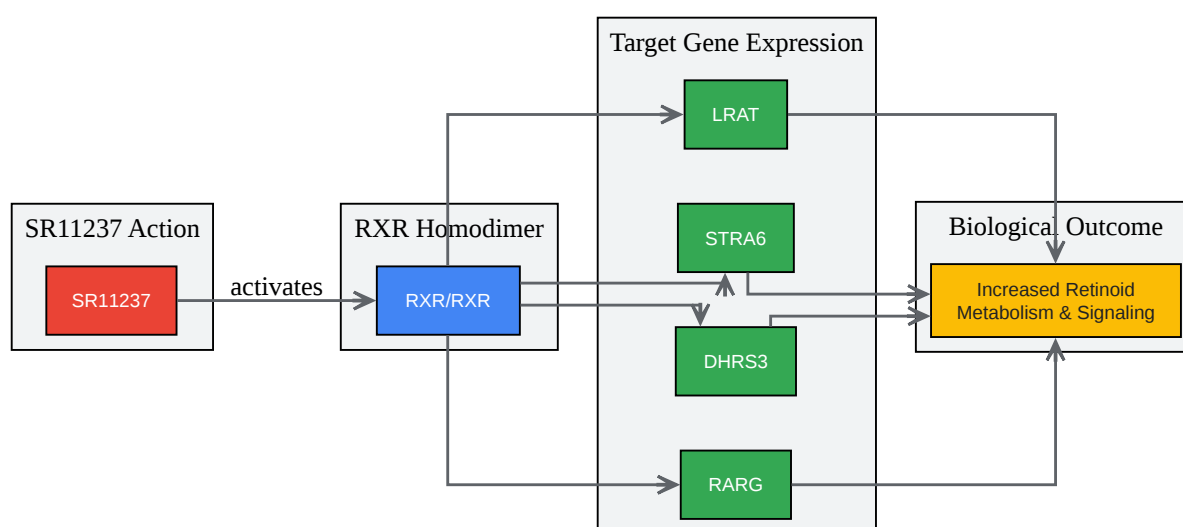 Target Gene Expression
LRAT
SR11237 Action
RXR Homodimer
STRA6
Biological Outcome
SR11237
activates
RXR/RXR
Increased Retinoid
Metabolism & Signaling
DHRS3
RARG